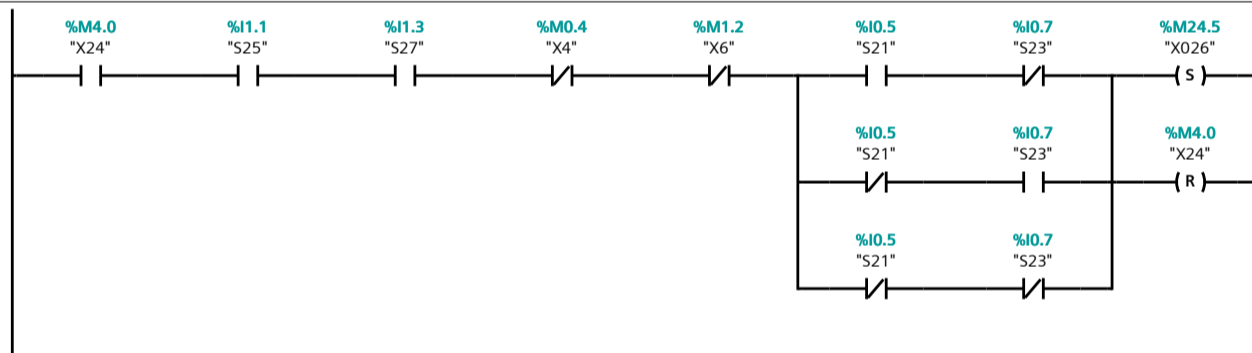 %M4.0 %I1.1 %I1.3 %M0.4 %M1.2 %I0.5 %I0.7 %M24.5
"X24" "S25" "S27" "X4" "X6" "S21" "S23" "X026"
S
%I0.5 %I0.7 %M4.0
"S21" "S23" "X24"
R
%I0.5 %I0.7
"S21" "S23"